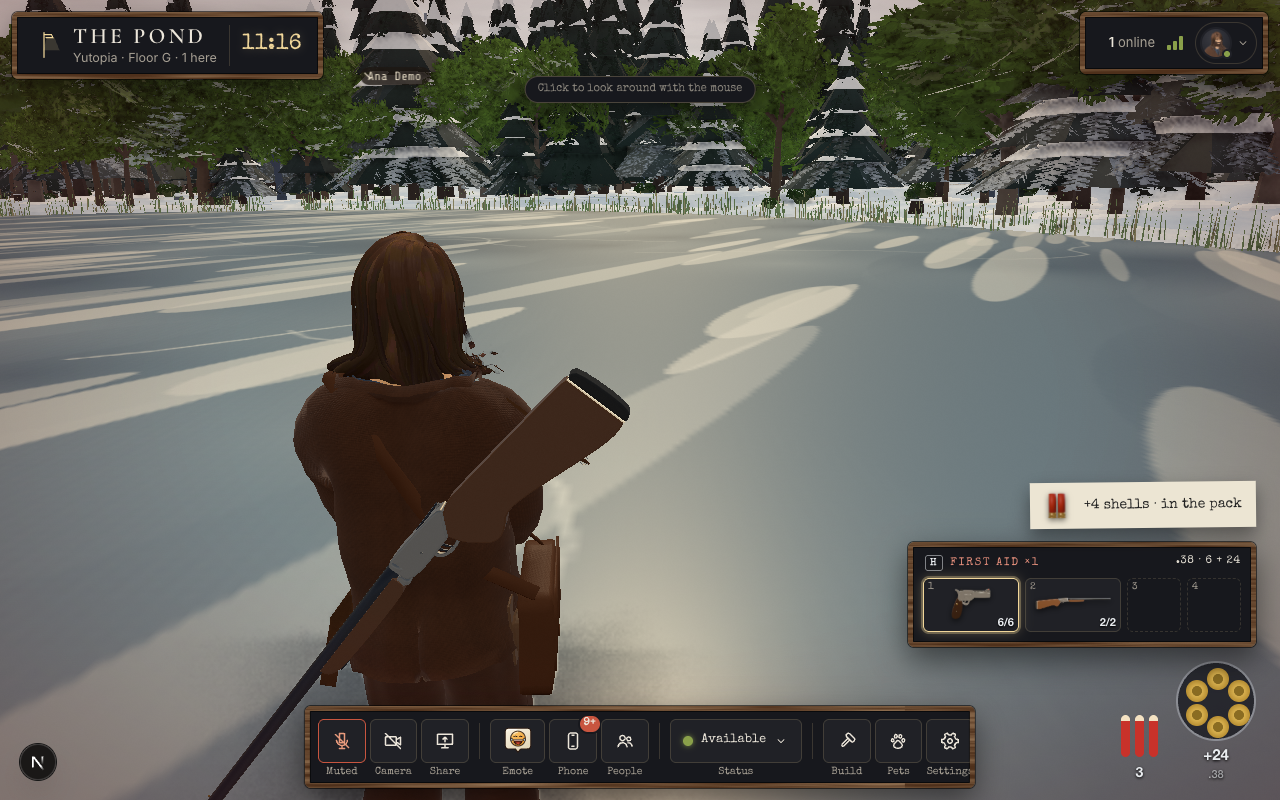 THE POND
Yutopia · Floor G · 1 here
11:16
1 online
Ana Demo
Click to look around with the mouse
+4 shells · in the pack
H FIRST AID ×1
.38 · 6 + 24
1
6/6
2
2/2
3
4
9+
Available
Muted
Camera
Share
Emote
Phone
People
Status
Build
Pets
Setting
N
3
+24
.38